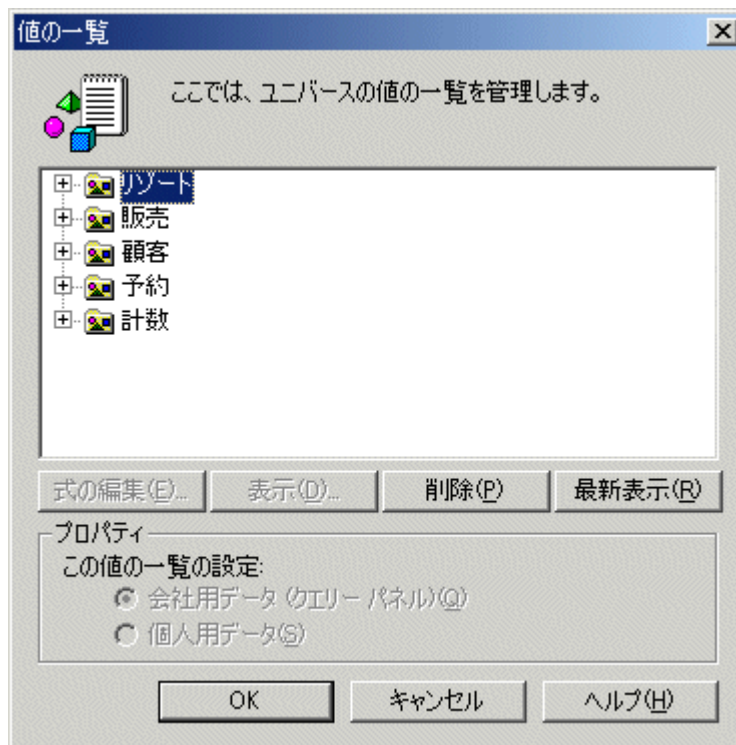 値の一覧
ここでは、ユニバースの値の一覧を管理します。
リゾート
販売
顧客
予約
計数
式の編集(E)... 表示(D)... 削除(P) 最新表示(R)
プロパティ
この値の一覧の設定:
会社用データ (クエリー パネル)(Q)
個人用データ(S)
OK キャンセル ヘルプ(H)